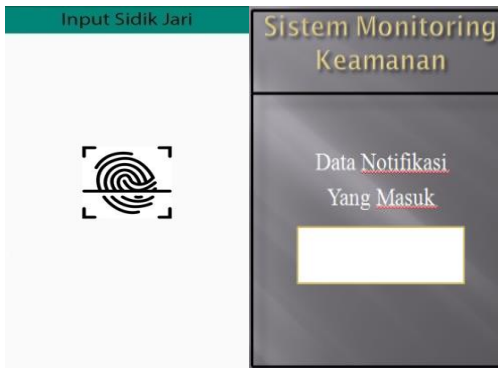 Input Sidik Jari
Sistem Monitoring
Keamanan
Data Notifikasi
Yang Masuk